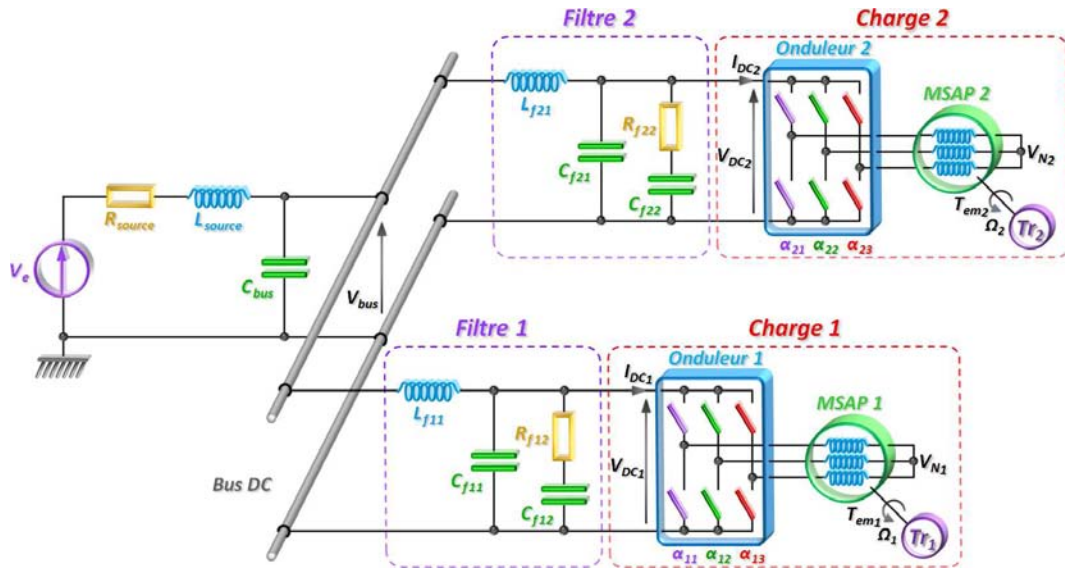 Filtre 2
Charge 2
Onduleur 2
I_DC2
L_f21
MSAP 2
R_f22
V_DC2
V_N2
C_f21
C_f22
R_source
L_source
T_em2
Ω_2
Tr_2
V_e
α_21 α_22 α_23
C_bus
V_bus
Filtre 1
Charge 1
Onduleur 1
I_DC1
L_f11
MSAP 1
R_f12
V_DC1
V_N1
Bus DC
C_f11
C_f12
T_em1
Ω_1
Tr_1
α_11 α_12 α_13